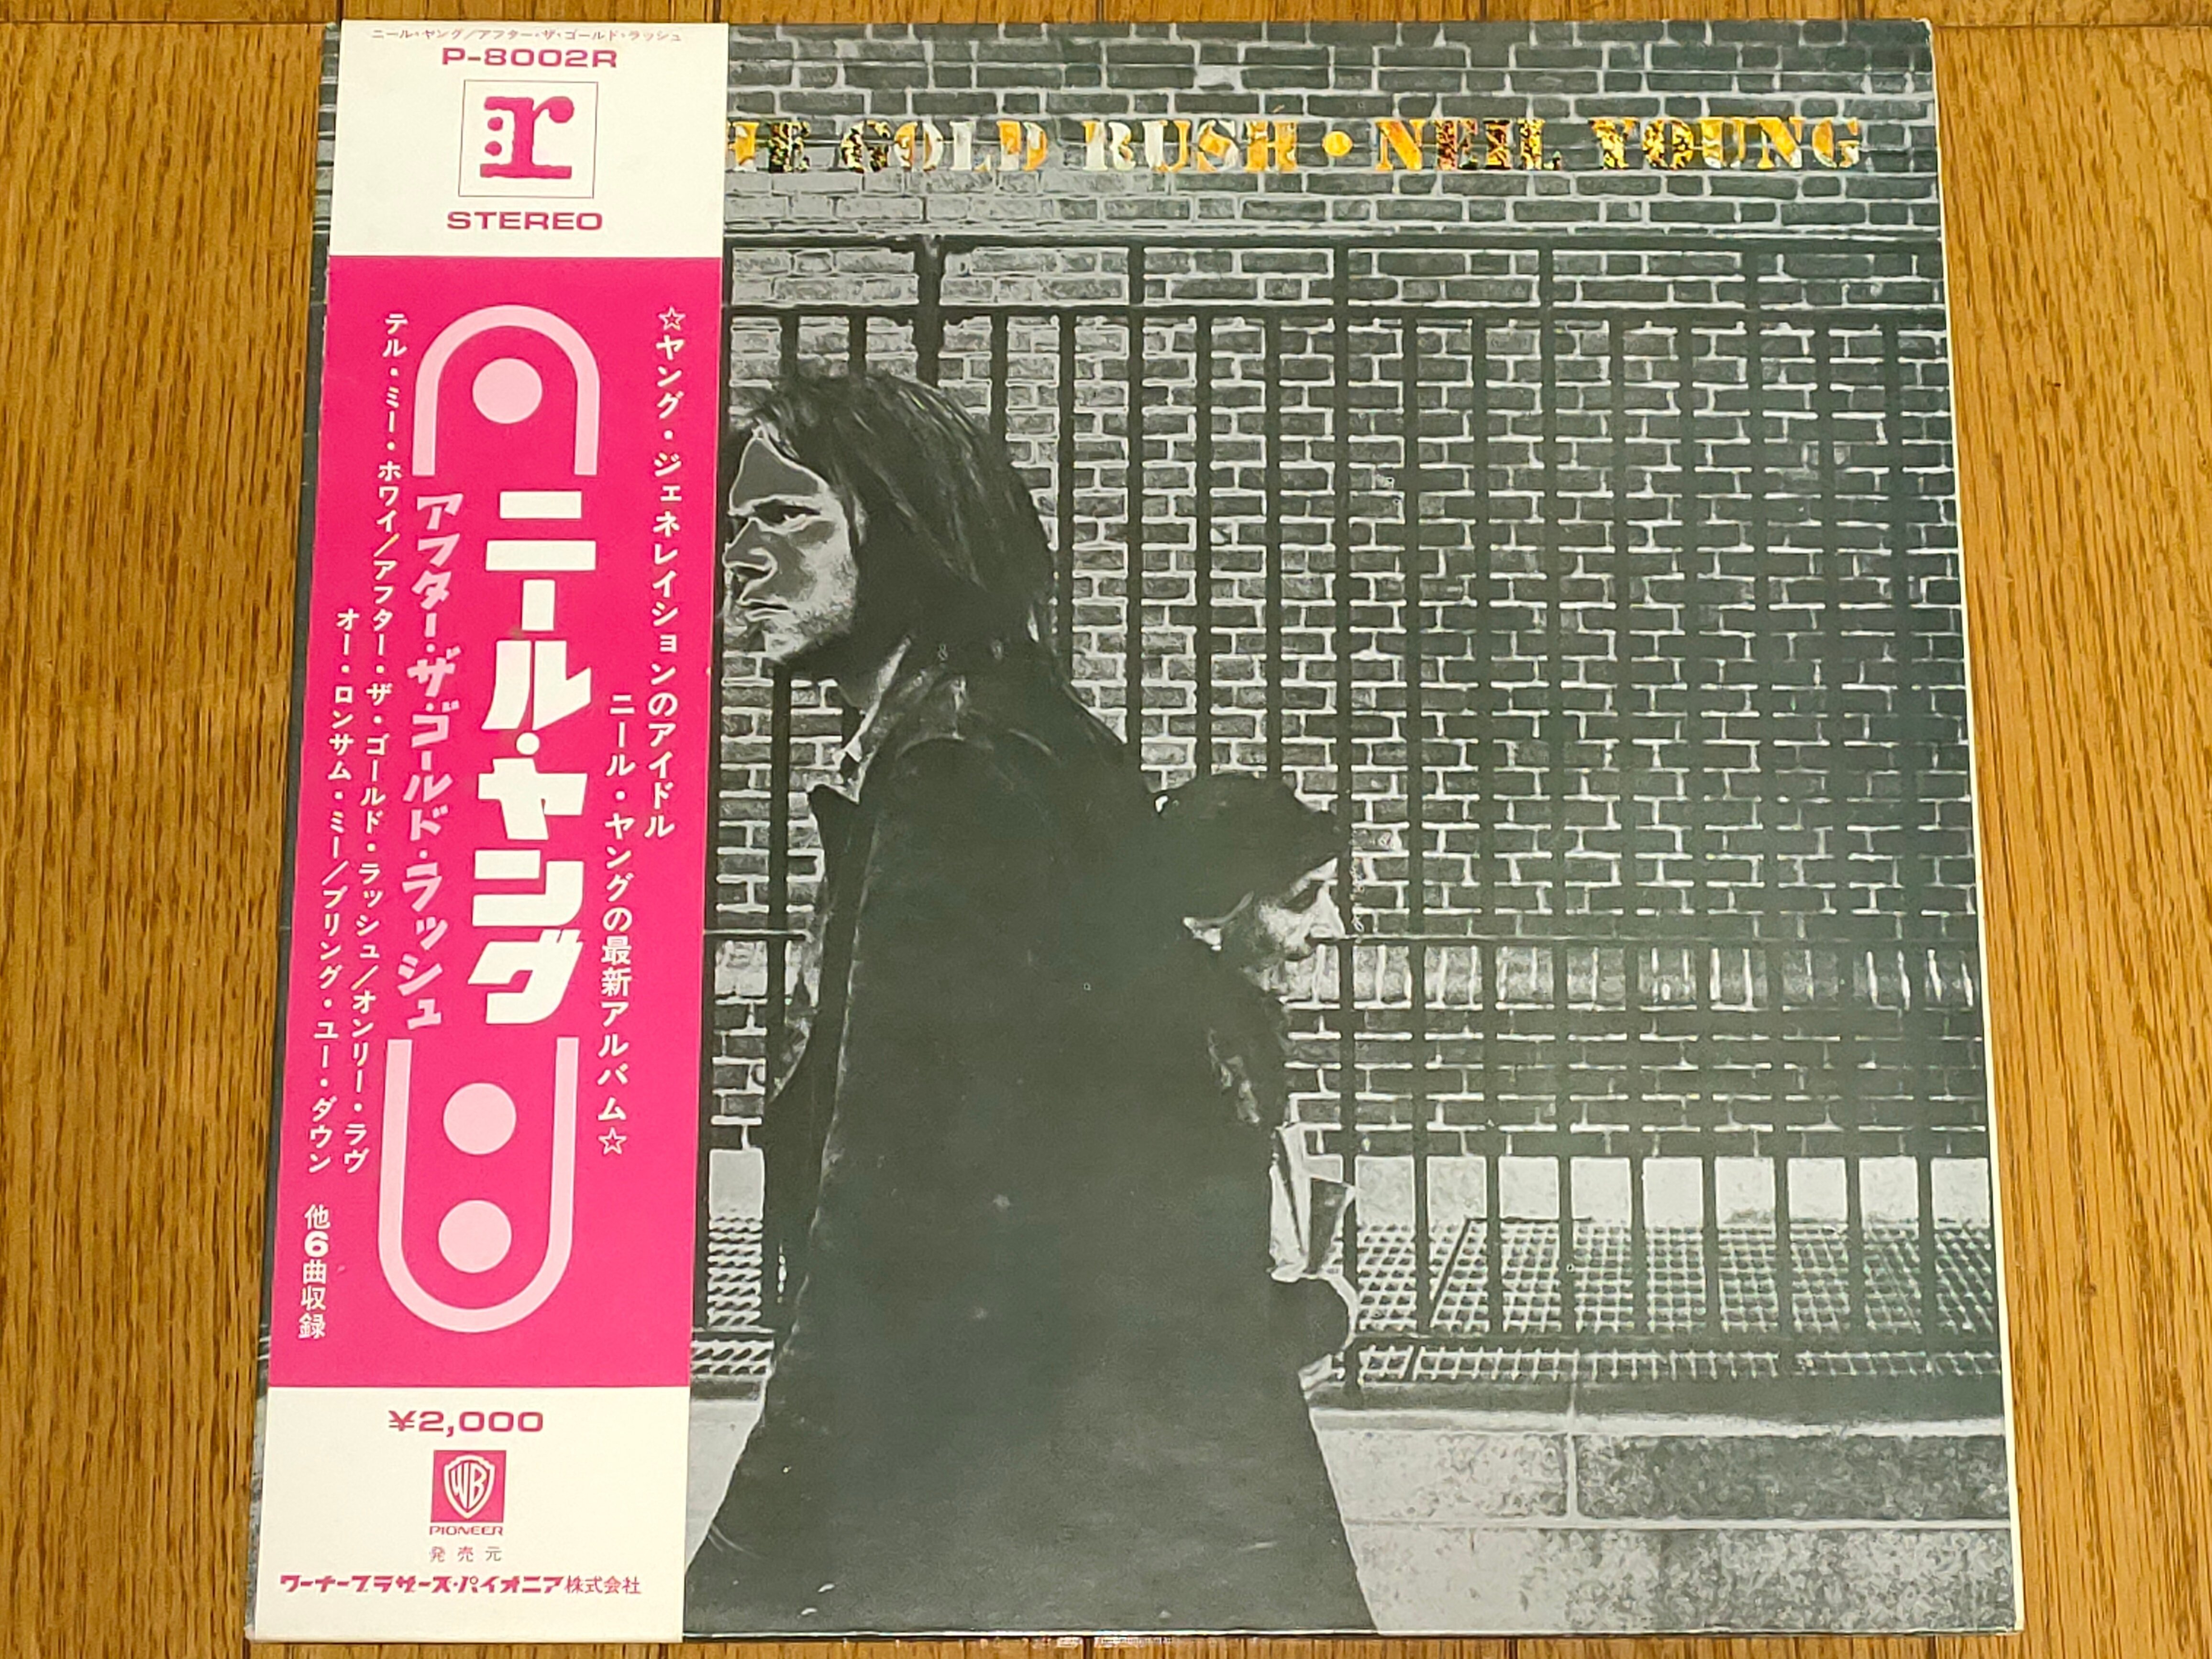 ニール・ヤング／アフター・ザ・ゴールド・ラッシュ
P-8002R
r
STEREO
HE GOLD RUSH • NEIL YOUNG
☆ヤング・ジェネレイションのアイドル
ニール・ヤングの最新アルバム☆
ニール・ヤング
アフター・ザ・ゴールド・ラッシュ
テル・ミー・ホワイ／アフター・ザ・ゴールド・ラッシュ／オンリー・ラヴ
オー・ロンサム・ミー／ブリング・ユー・ダウン 他6曲収録
¥2,000
WB
PIONEER
発売元
ワーナーブラザーズ・パイオニア株式会社